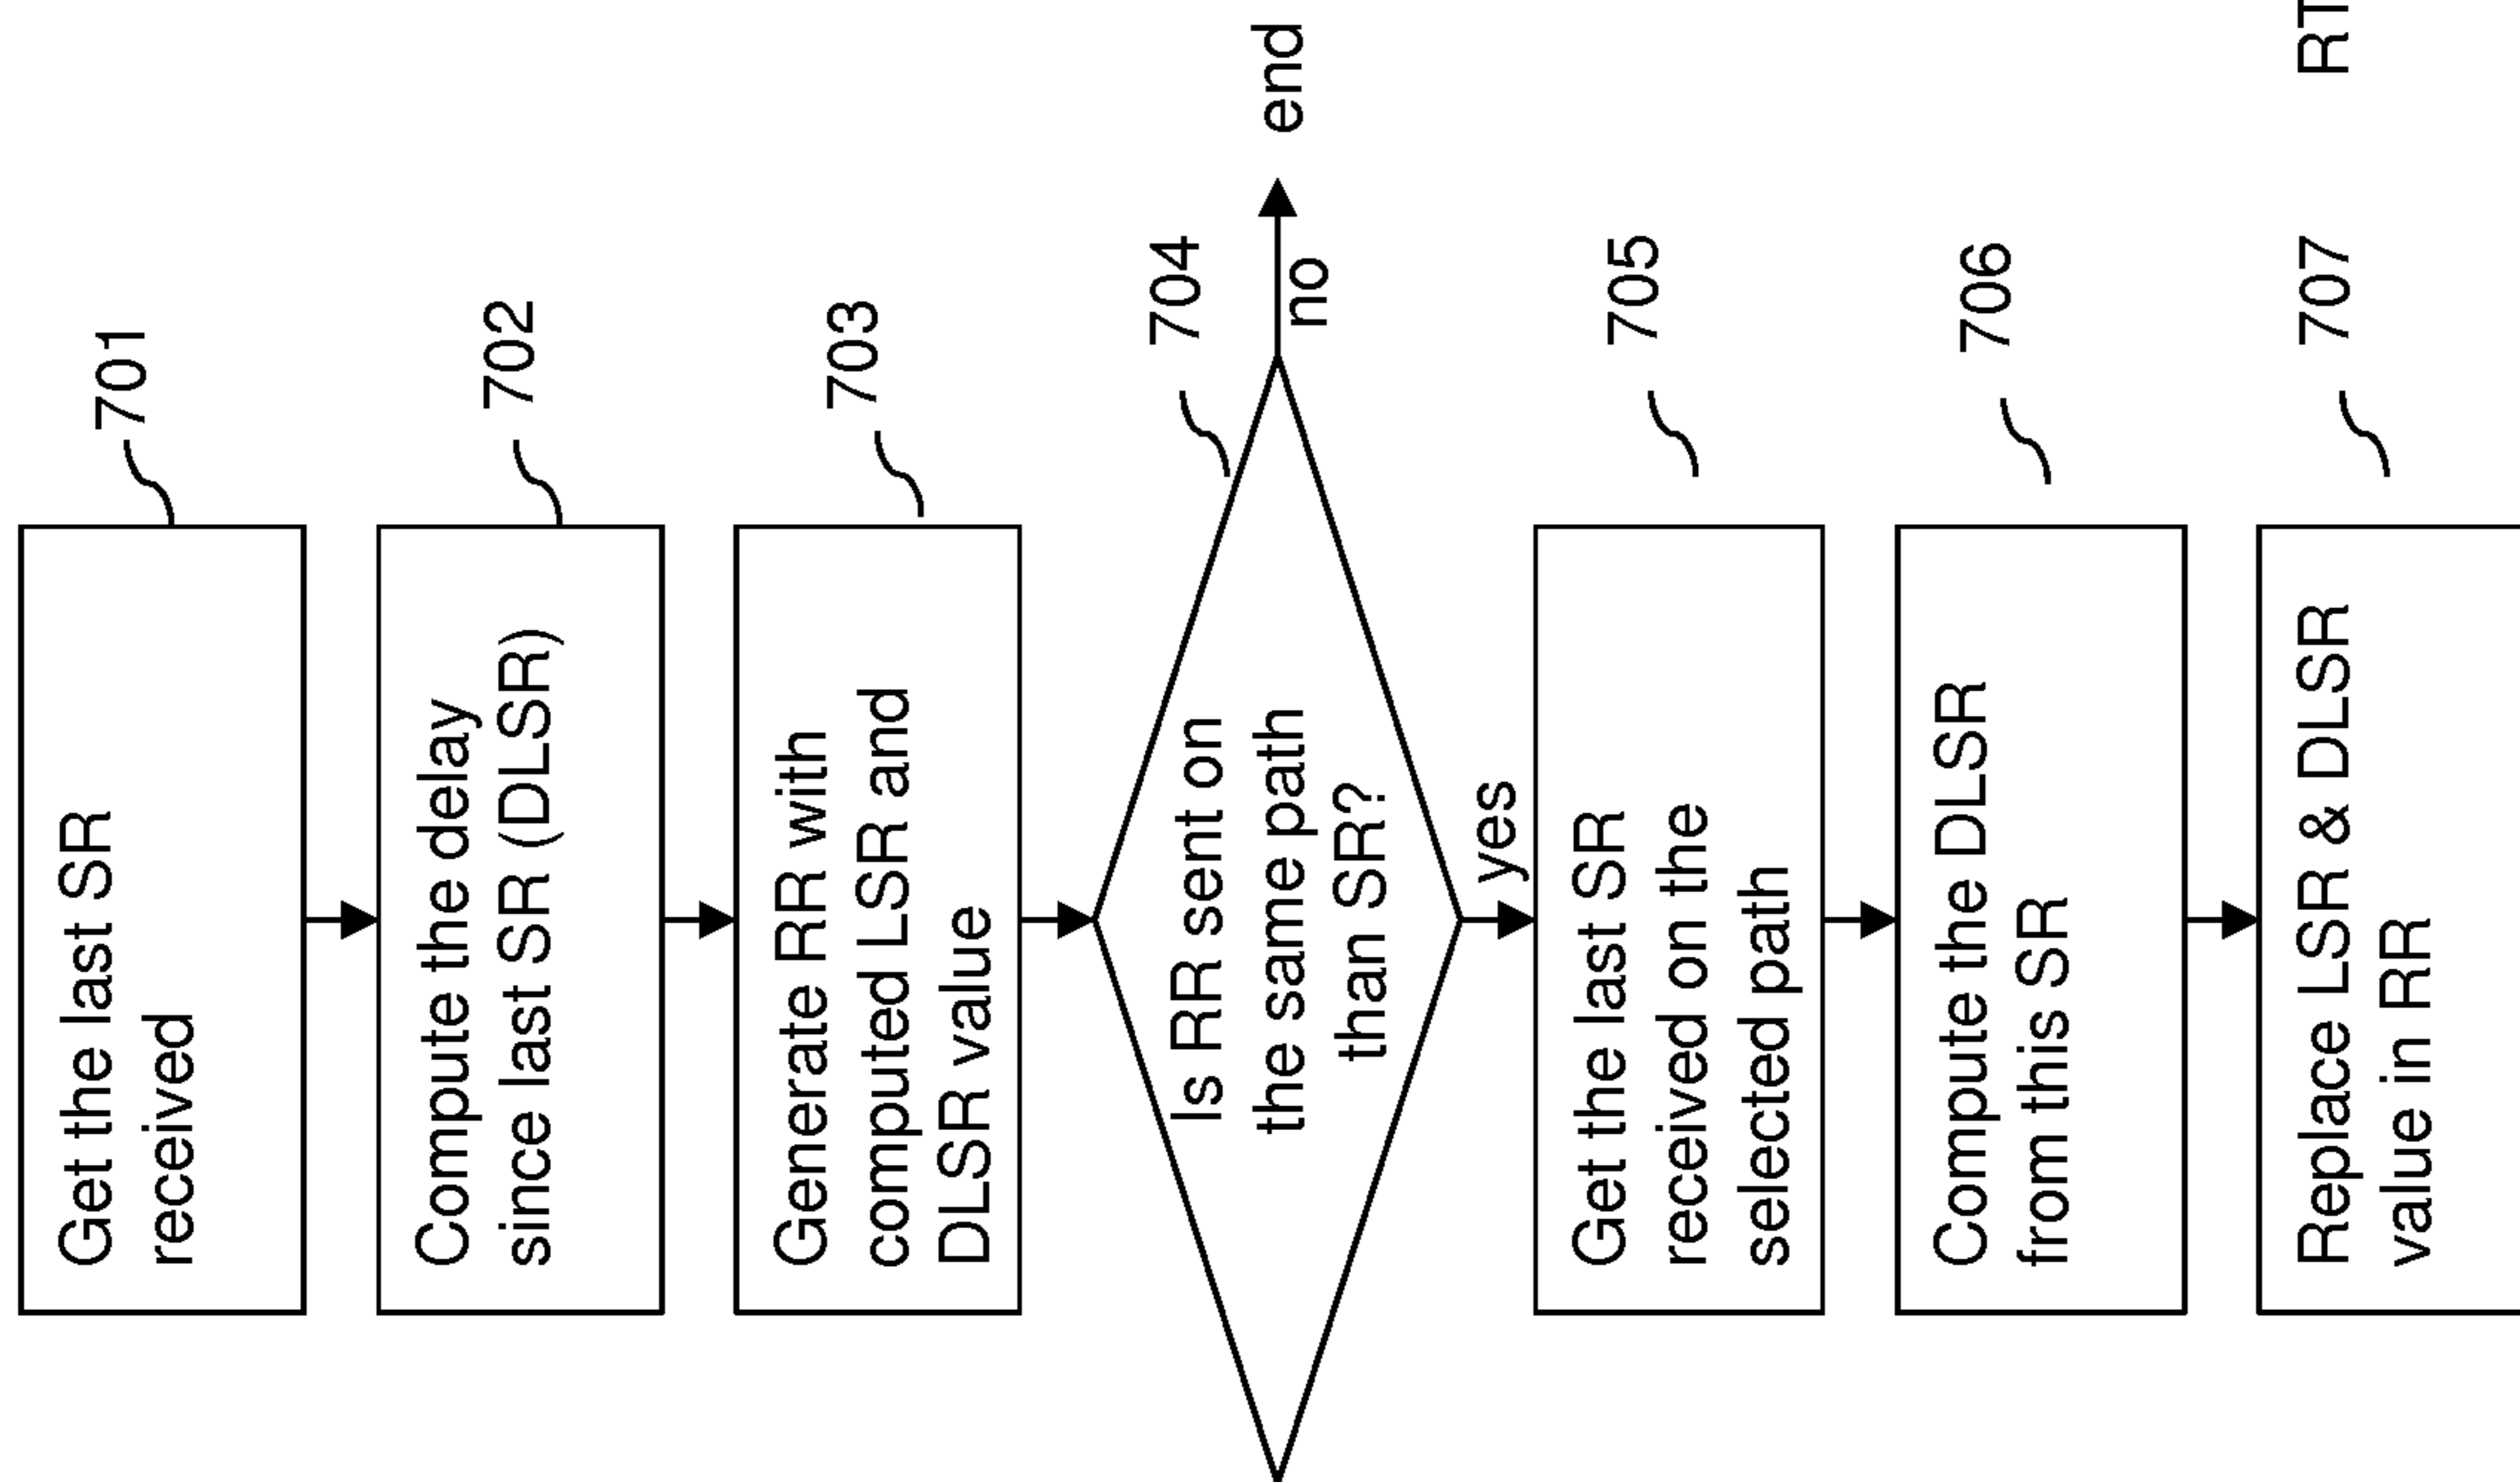 Get the last SR
received
701
Compute the delay
since last SR (DLSR)
702
Generate RR with
computed LSR and
DLSR value
703
Is RR sent on
the same path
than SR?
704
no
end
yes
Get the last SR
received on the
selected path
705
Compute the DLSR
from this SR
706
Replace LSR & DLSR
value in RR
707